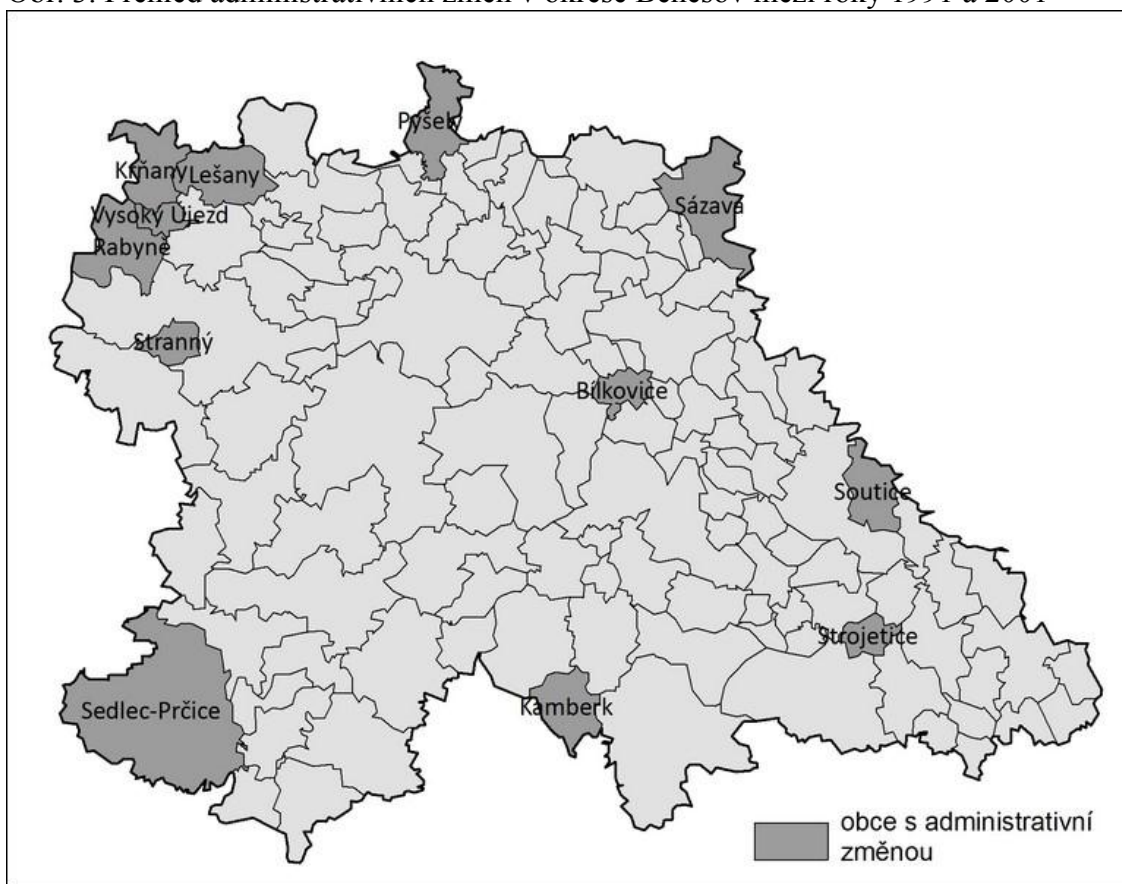 Obr. 3: Přehled administrativních změn v okrese Benešov mezi roky 1991 a 2001
Pyšely
Krňany
Lešany
Sázava
Vysoký Újezd
Rabyně
Stranný
Bílkovice
Soutice
Strojetice
Sedlec-Prčice
Kamberk
obce s administrativní
změnou